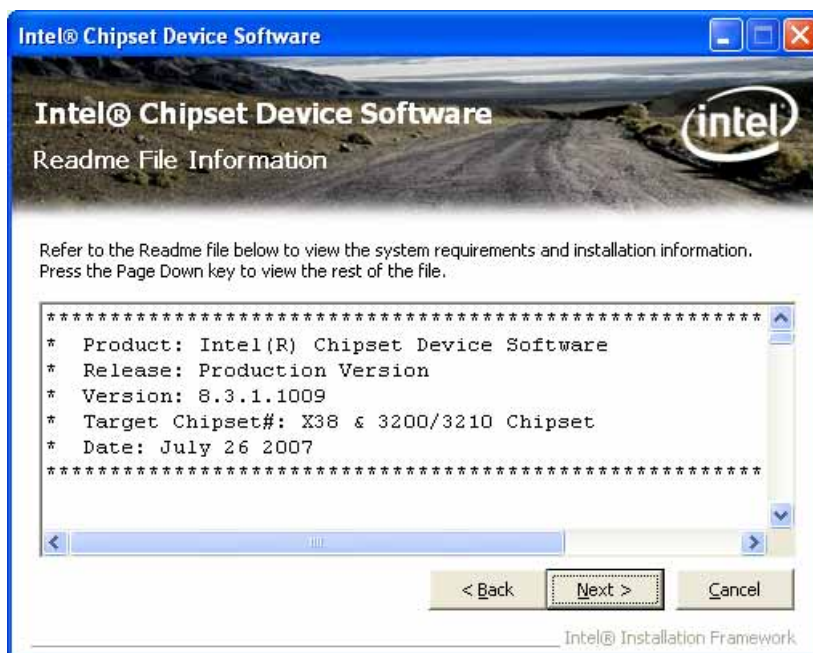 Intel® Chipset Device Software
Intel® Chipset Device Software
intel
Readme File Information
Refer to the Readme file below to view the system requirements and installation information.
Press the Page Down key to view the rest of the file.
********************************************************
* Product: Intel(R) Chipset Device Software
* Release: Production Version
* Version: 8.3.1.1009
* Target Chipset#: X38 & 3200/3210 Chipset
* Date: July 26 2007
********************************************************
< Back Next > Cancel
Intel® Installation Framework